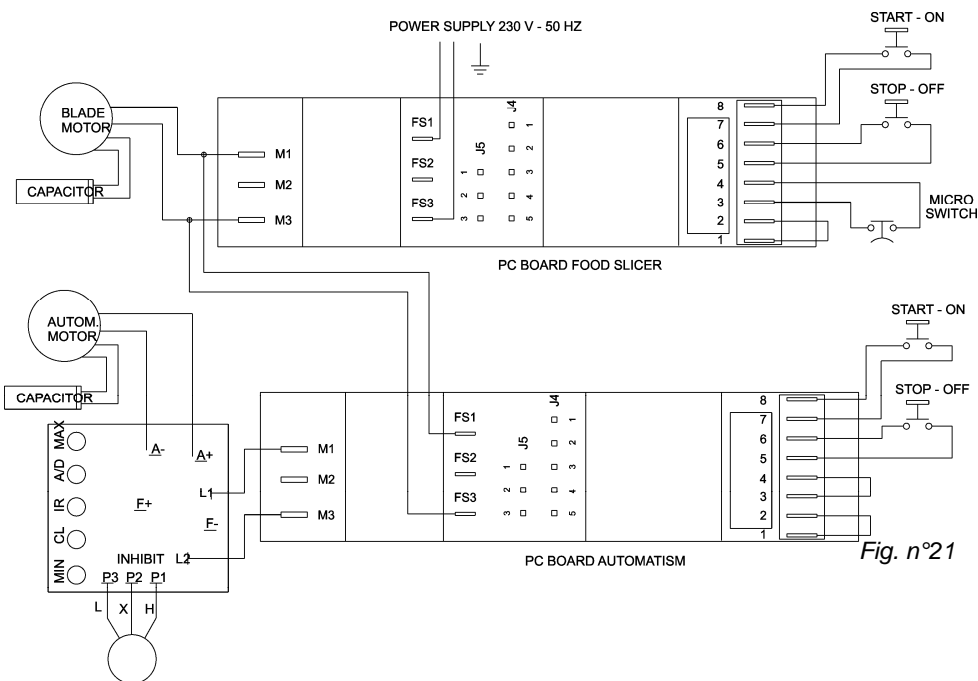 POWER SUPPLY 230 V - 50 HZ
START - ON
BLADE
MOTOR
CAPACITOR
M1
M2
M3
FS1
FS2
FS3
J5
1
2
3
J4
1
2
3
4
5
8
7
6
5
4
3
2
1
STOP - OFF
MICRO
SWITCH
PC BOARD FOOD SLICER
AUTOM.
MOTOR
CAPACITOR
MAX
A/D
IR
CL
MIN
A-
A+
F+
F-
L1
L2
INHIBIT
P3 P2 P1
L X H
M1
M2
M3
FS1
FS2
FS3
J5
1
2
3
J4
1
2
3
4
5
8
7
6
5
4
3
2
1
START - ON
STOP - OFF
PC BOARD AUTOMATISM
Fig. n°21